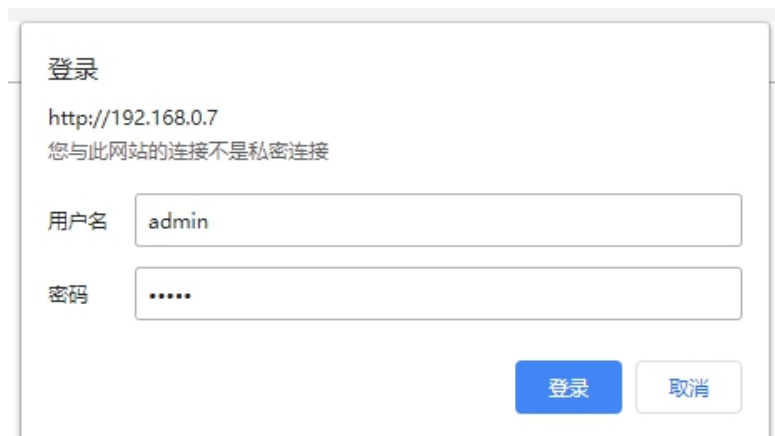 登录
http://192.168.0.7
您与此网站的连接不是私密连接
用户名 admin
密码 •••••
登录 取消